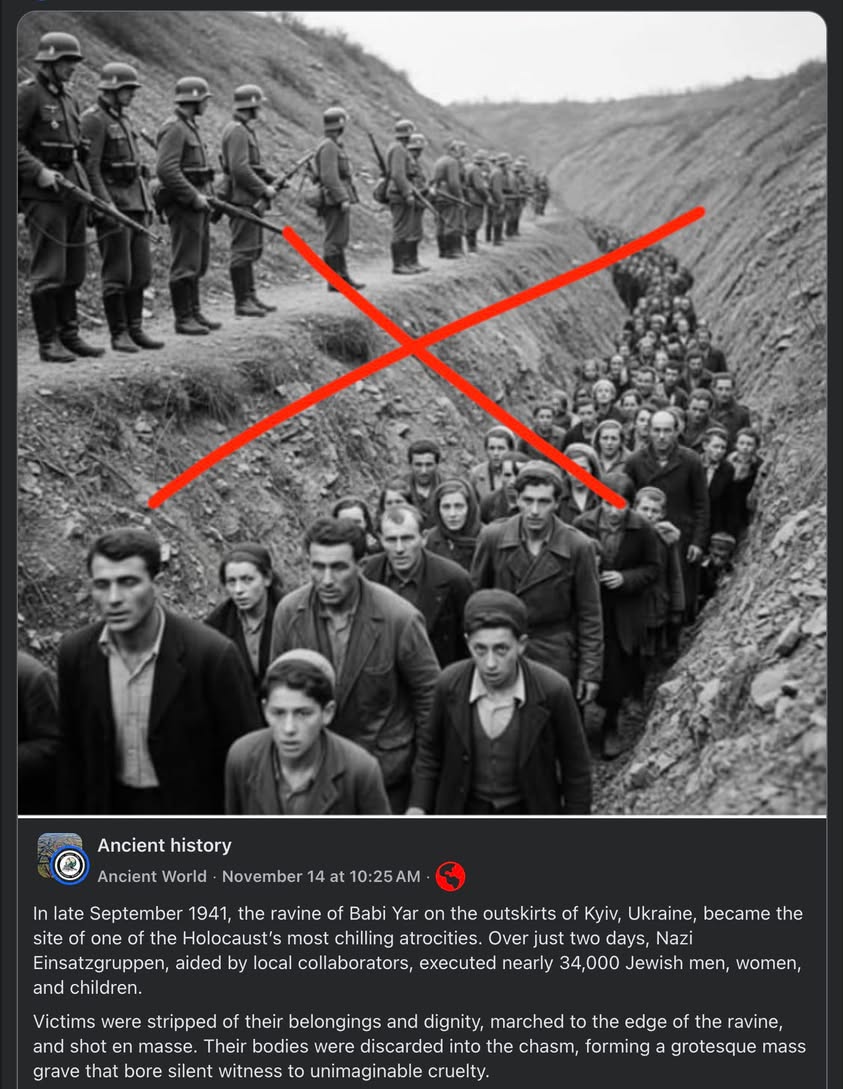 Ancient history
Ancient World · November 14 at 10:25 AM ·
In late September 1941, the ravine of Babi Yar on the outskirts of Kyiv, Ukraine, became the
site of one of the Holocaust’s most chilling atrocities. Over just two days, Nazi
Einsatzgruppen, aided by local collaborators, executed nearly 34,000 Jewish men, women,
and children.
Victims were stripped of their belongings and dignity, marched to the edge of the ravine,
and shot en masse. Their bodies were discarded into the chasm, forming a grotesque mass
grave that bore silent witness to unimaginable cruelty.